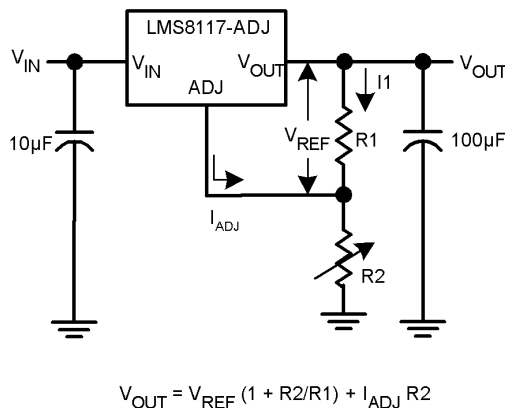 LMS8117-ADJ
V_IN
V_IN
V_OUT
V_OUT
ADJ
I1
10µF
V_REF
R1
100µF
I_ADJ
R2
V_OUT = V_REF (1 + R2/R1) + I_ADJ R2